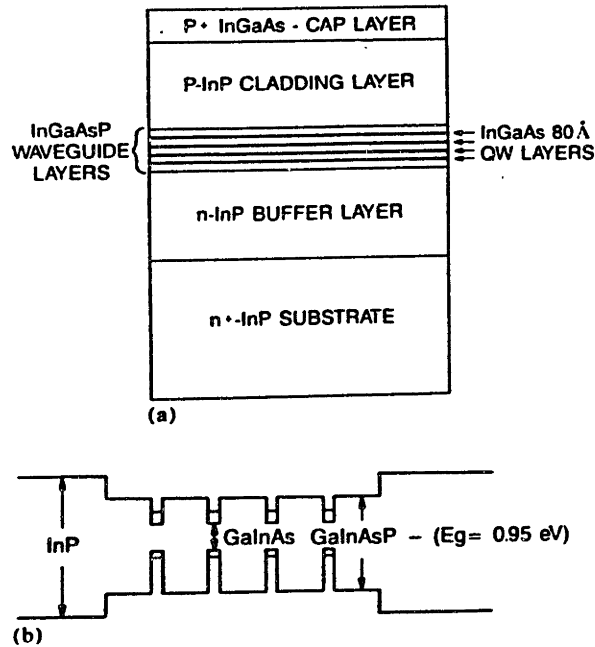 P+ InGaAs - CAP LAYER
P-InP CLADDING LAYER
InGaAsP
WAVEGUIDE
LAYERS
InGaAs 80Å
QW LAYERS
n-InP BUFFER LAYER
n+-InP SUBSTRATE
(a)
InP
GaInAs
GaInAsP - (Eg= 0.95 eV)
(b)